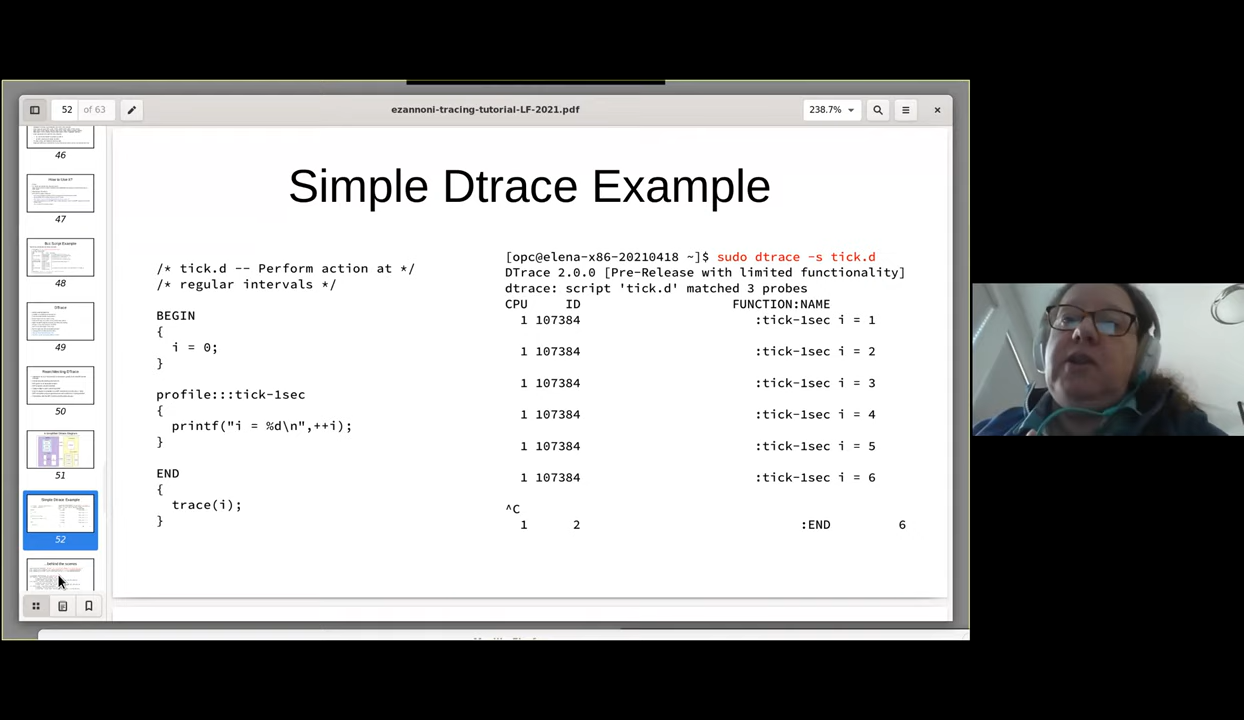 52 of 63
ezannoni-tracing-tutorial-LF-2021.pdf
238.7%
46
47
48
49
50
51
52
Simple Dtrace Example
/* tick.d -- Perform action at */
/* regular intervals */
BEGIN
{
i = 0;
}
profile:::tick-1sec
{
printf("i = %d\n",++i);
}
END
{
trace(i);
}
[opc@elena-x86-20210418 ~]$ sudo dtrace -s tick.d
DTrace 2.0.0 [Pre-Release with limited functionality]
dtrace: script 'tick.d' matched 3 probes
CPU ID FUNCTION:NAME
1 107384 :tick-1sec i = 1
1 107384 :tick-1sec i = 2
1 107384 :tick-1sec i = 3
1 107384 :tick-1sec i = 4
1 107384 :tick-1sec i = 5
1 107384 :tick-1sec i = 6
^C
1 2 :END 6